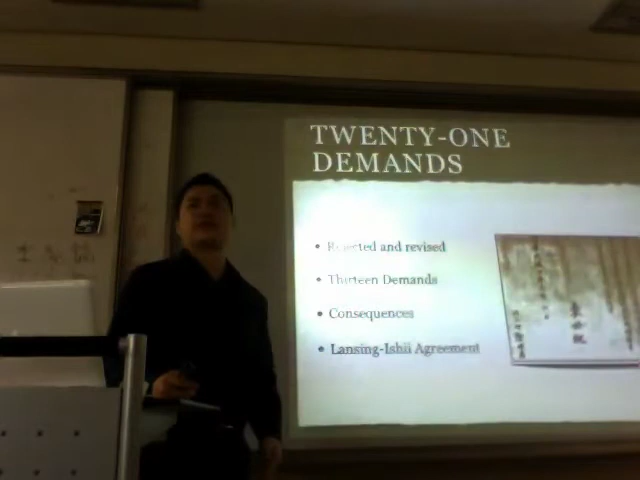 TWENTY-ONE
DEMANDS
• Rejected and revised
• Thirteen Demands
• Consequences
• Lansing-Ishii Agreement